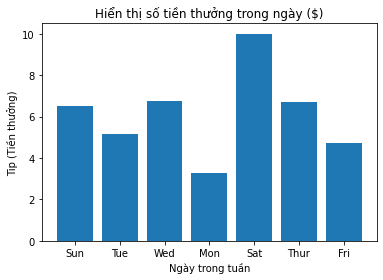 Hiển thị số tiền thưởng trong ngày ($)
Tip (Tiền thưởng)
10
8
6
4
2
0
Sun Tue Wed Mon Sat Thur Fri
Ngày trong tuần